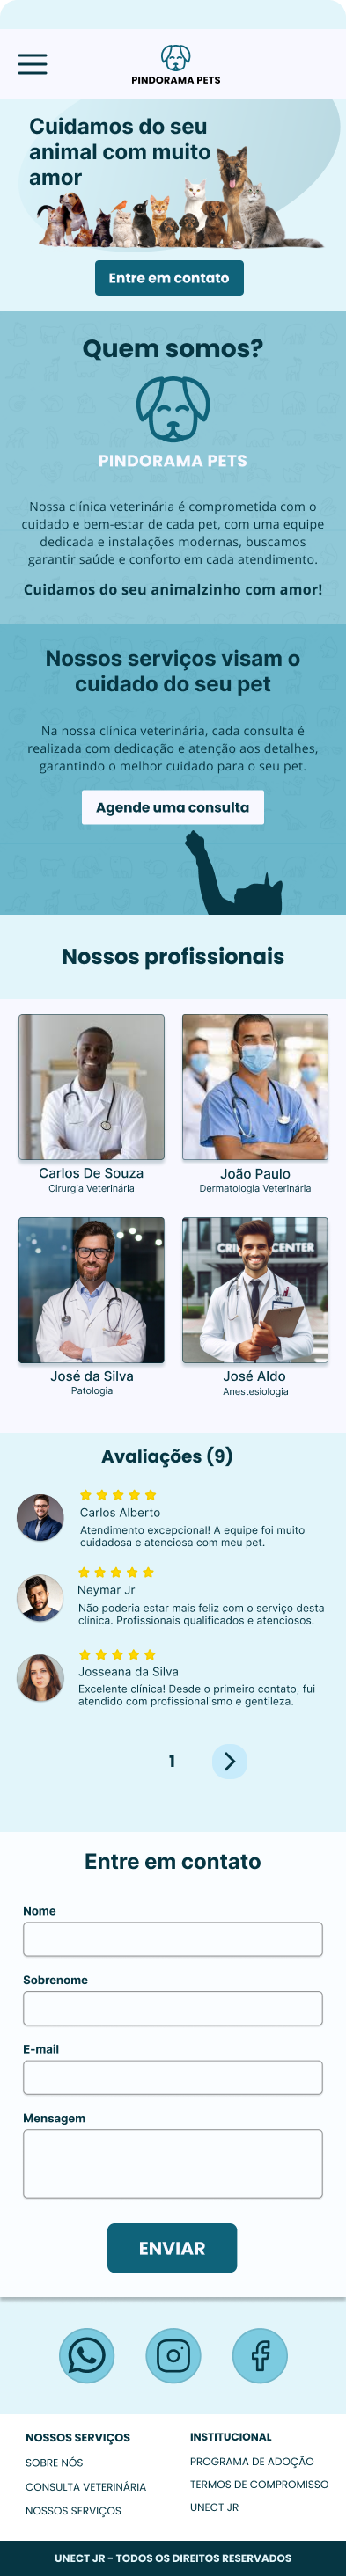 PINDORAMA PETS
Cuidamos do seu
animal com muito
amor
Entre em contato
Quem somos?
PINDORAMA PETS
Nossa clínica veterinária é comprometida com o
cuidado e bem-estar de cada pet, com uma equipe
dedicada e instalações modernas, buscamos
garantir saúde e conforto em cada atendimento.
Cuidamos do seu animalzinho com amor!
Nossos serviços visam o
cuidado do seu pet
Na nossa clínica veterinária, cada consulta é
realizada com dedicação e atenção aos detalhes,
garantindo o melhor cuidado para o seu pet.
Agende uma consulta
Nossos profissionais
Carlos De Souza
Cirurgia Veterinária
João Paulo
Dermatologia Veterinária
CENTER
José da Silva
Patologia
José Aldo
Anestesiologia
Avaliações (9)
Carlos Alberto
Atendimento excepcional! A equipe foi muito
cuidadosa e atenciosa com meu pet.
Neymar Jr
Não poderia estar mais feliz com o serviço desta
clínica. Profissionais qualificados e atenciosos.
Josseana da Silva
Excelente clínica! Desde o primeiro contato, fui
atendido com profissionalismo e gentileza.
1
Entre em contato
Nome
Sobrenome
E-mail
Mensagem
ENVIAR
NOSSOS SERVIÇOS
SOBRE NÓS
CONSULTA VETERINÁRIA
NOSSOS SERVIÇOS
INSTITUCIONAL
PROGRAMA DE ADOÇÃO
TERMOS DE COMPROMISSO
UNECT JR
UNECT JR - TODOS OS DIREITOS RESERVADOS